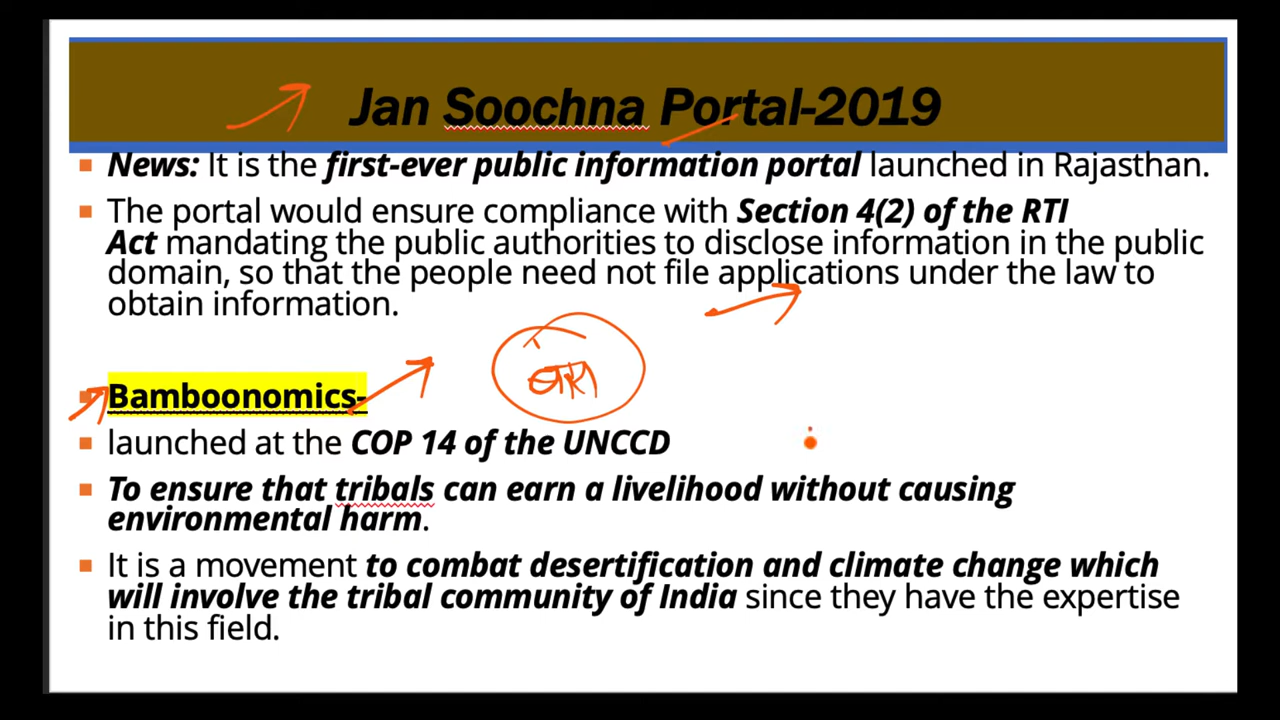 Jan Soochna Portal-2019
News: It is the first-ever public information portal launched in Rajasthan.
The portal would ensure compliance with Section 4(2) of the RTI
Act mandating the public authorities to disclose information in the public
domain, so that the people need not file applications under the law to
obtain information.
Bamboonomics-
launched at the COP 14 of the UNCCD
To ensure that tribals can earn a livelihood without causing
environmental harm.
It is a movement to combat desertification and climate change which
will involve the tribal community of India since they have the expertise
in this field.